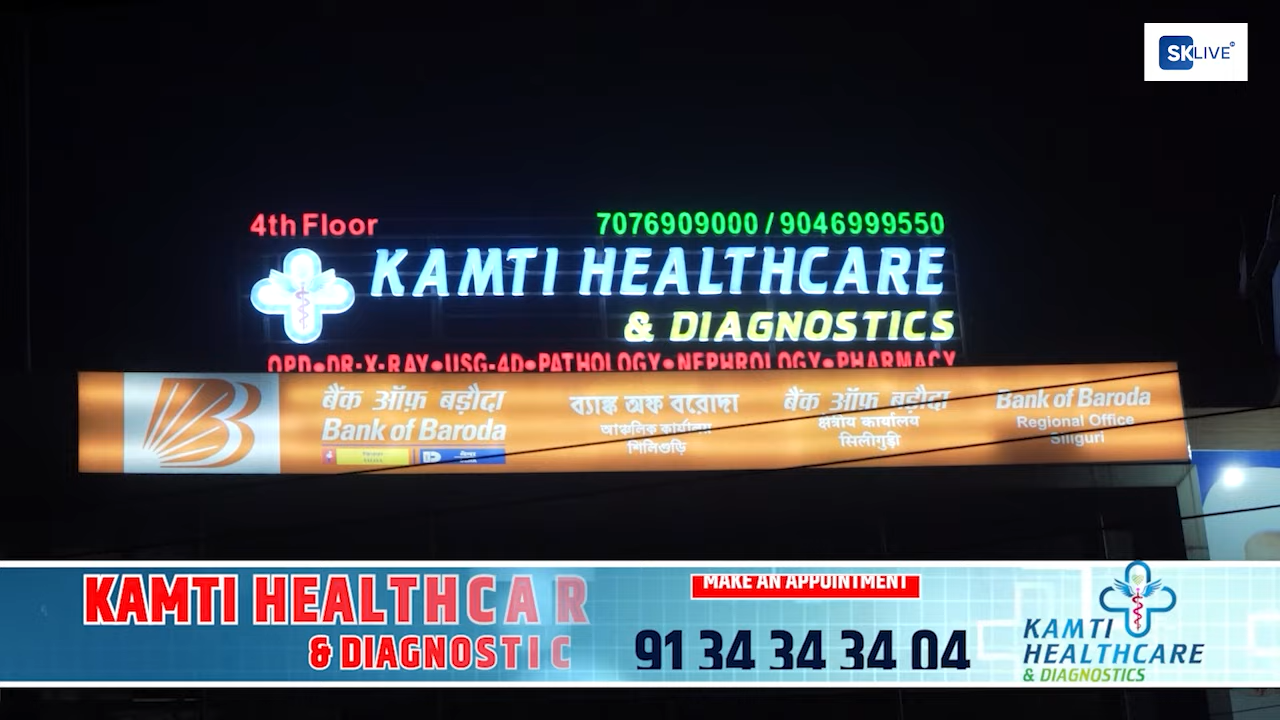 SKLIVE
4th Floor
7076909000 / 9046999550
KAMTI HEALTHCARE
& DIAGNOSTICS
OPD•DR-X-RAY•USG-4D•PATHOLOGY•NEPHROLOGY•PHARMACY
बैंक ऑफ़ बड़ौदा
Bank of Baroda
ব্যাঙ্ক অফ বরোদা
আঞ্চলিক কার্যালয়
শিলিগুড়ি
बैंक ऑफ़ बड़ौदा
क्षेत्रीय कार्यालय
सिलीगुड़ी
Bank of Baroda
Regional Office
Siliguri
KAMTI HEALTHCAR
& DIAGNOSTIC
MAKE AN APPOINTMENT
91 34 34 34 04
KAMTI
HEALTHCARE
& DIAGNOSTICS